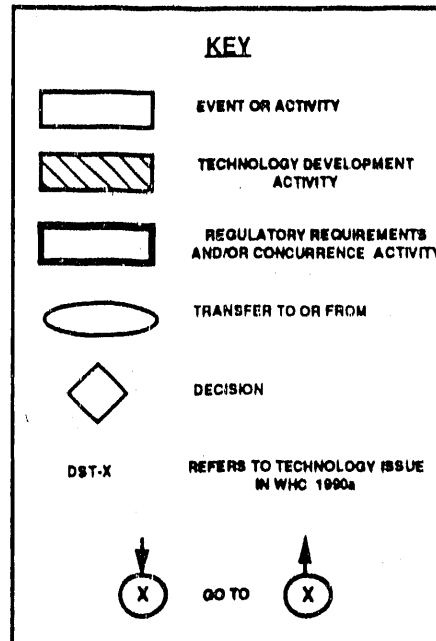 KEY
EVENT OR ACTIVITY
TECHNOLOGY DEVELOPMENT
ACTIVITY
REGULATORY REQUIREMENTS
AND/OR CONCURRENCE ACTIVITY
TRANSFER TO OR FROM
DECISION
DST-X REFERS TO TECHNOLOGY ISSUE
IN WHC 1990a
X GO TO X